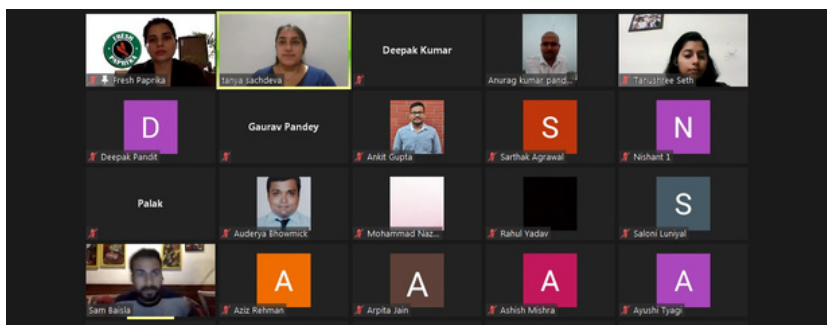 FRESH
PAPRIKA
Fresh Paprika
tanya sachdeva
Deepak Kumar
Anurag kumar pand...
Tanushree Seth
D
Deepak Pandit
Gaurav Pandey
Ankit Gupta
S
Sarthak Agrawal
N
Nishant 1
Palak
Auderya Bhowmick
Mohammad Naz...
Rahul Yadav
S
Saloni Luniyal
Sam Baisla
A
Aziz Rehman
A
Arpita Jain
A
Ashish Mishra
A
Ayushi Tyagi